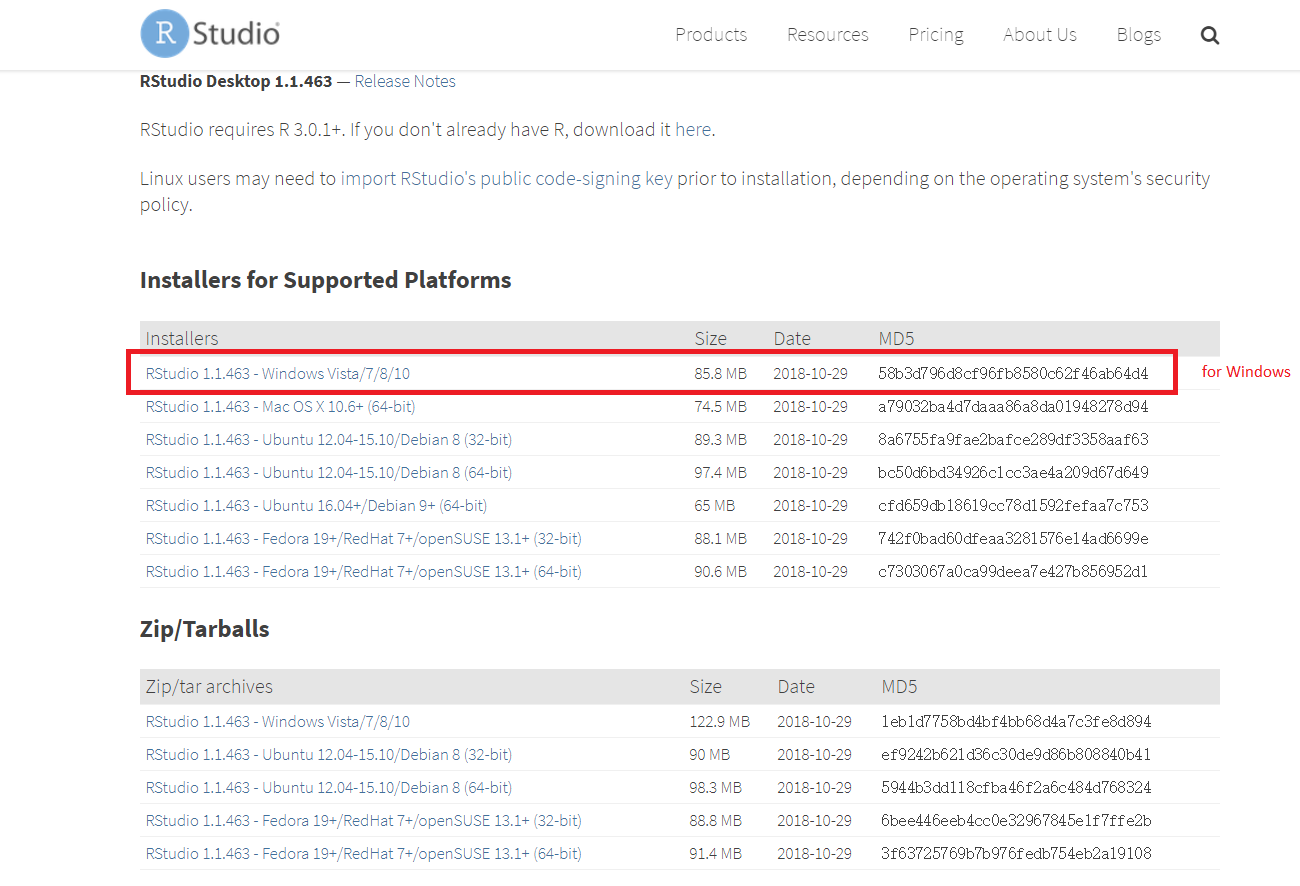 R Studio
Products Resources Pricing About Us Blogs
RStudio Desktop 1.1.463 — Release Notes
RStudio requires R 3.0.1+. If you don't already have R, download it here.
Linux users may need to import RStudio's public code-signing key prior to installation, depending on the operating system's security
policy.
Installers for Supported Platforms
Installers Size Date MD5
RStudio 1.1.463 - Windows Vista/7/8/10 85.8 MB 2018-10-29 58b3d796d8cf96fb8580c62f46ab64d4 for Windows
RStudio 1.1.463 - Mac OS X 10.6+ (64-bit) 74.5 MB 2018-10-29 a79032ba4d7daaa86a8da01948278d94
RStudio 1.1.463 - Ubuntu 12.04-15.10/Debian 8 (32-bit) 89.3 MB 2018-10-29 8a6755fa9fae2bafce289df3358aaf63
RStudio 1.1.463 - Ubuntu 12.04-15.10/Debian 8 (64-bit) 97.4 MB 2018-10-29 bc50d6bd34926c1cc3ae4a209d67d649
RStudio 1.1.463 - Ubuntu 16.04+/Debian 9+ (64-bit) 65 MB 2018-10-29 cfd659db18619cc78d1592fefaa7c753
RStudio 1.1.463 - Fedora 19+/RedHat 7+/openSUSE 13.1+ (32-bit) 88.1 MB 2018-10-29 742f0bad60dfeaa3281576e14ad6699e
RStudio 1.1.463 - Fedora 19+/RedHat 7+/openSUSE 13.1+ (64-bit) 90.6 MB 2018-10-29 c7303067a0ca99deea7e427b856952d1
Zip/Tarballs
Zip/tar archives Size Date MD5
RStudio 1.1.463 - Windows Vista/7/8/10 122.9 MB 2018-10-29 1eb1d7758bd4bf4bb68d4a7c3fe8d894
RStudio 1.1.463 - Ubuntu 12.04-15.10/Debian 8 (32-bit) 90 MB 2018-10-29 ef9242b621d36c30de9d86b808840b41
RStudio 1.1.463 - Ubuntu 12.04-15.10/Debian 8 (64-bit) 98.3 MB 2018-10-29 5944b3dd118cfba46f2a6c484d768324
RStudio 1.1.463 - Fedora 19+/RedHat 7+/openSUSE 13.1+ (32-bit) 88.8 MB 2018-10-29 6bee446eeb4cc0e32967845e1f7ffe2b
RStudio 1.1.463 - Fedora 19+/RedHat 7+/openSUSE 13.1+ (64-bit) 91.4 MB 2018-10-29 3f63725769b7b976fedb754eb2a19108